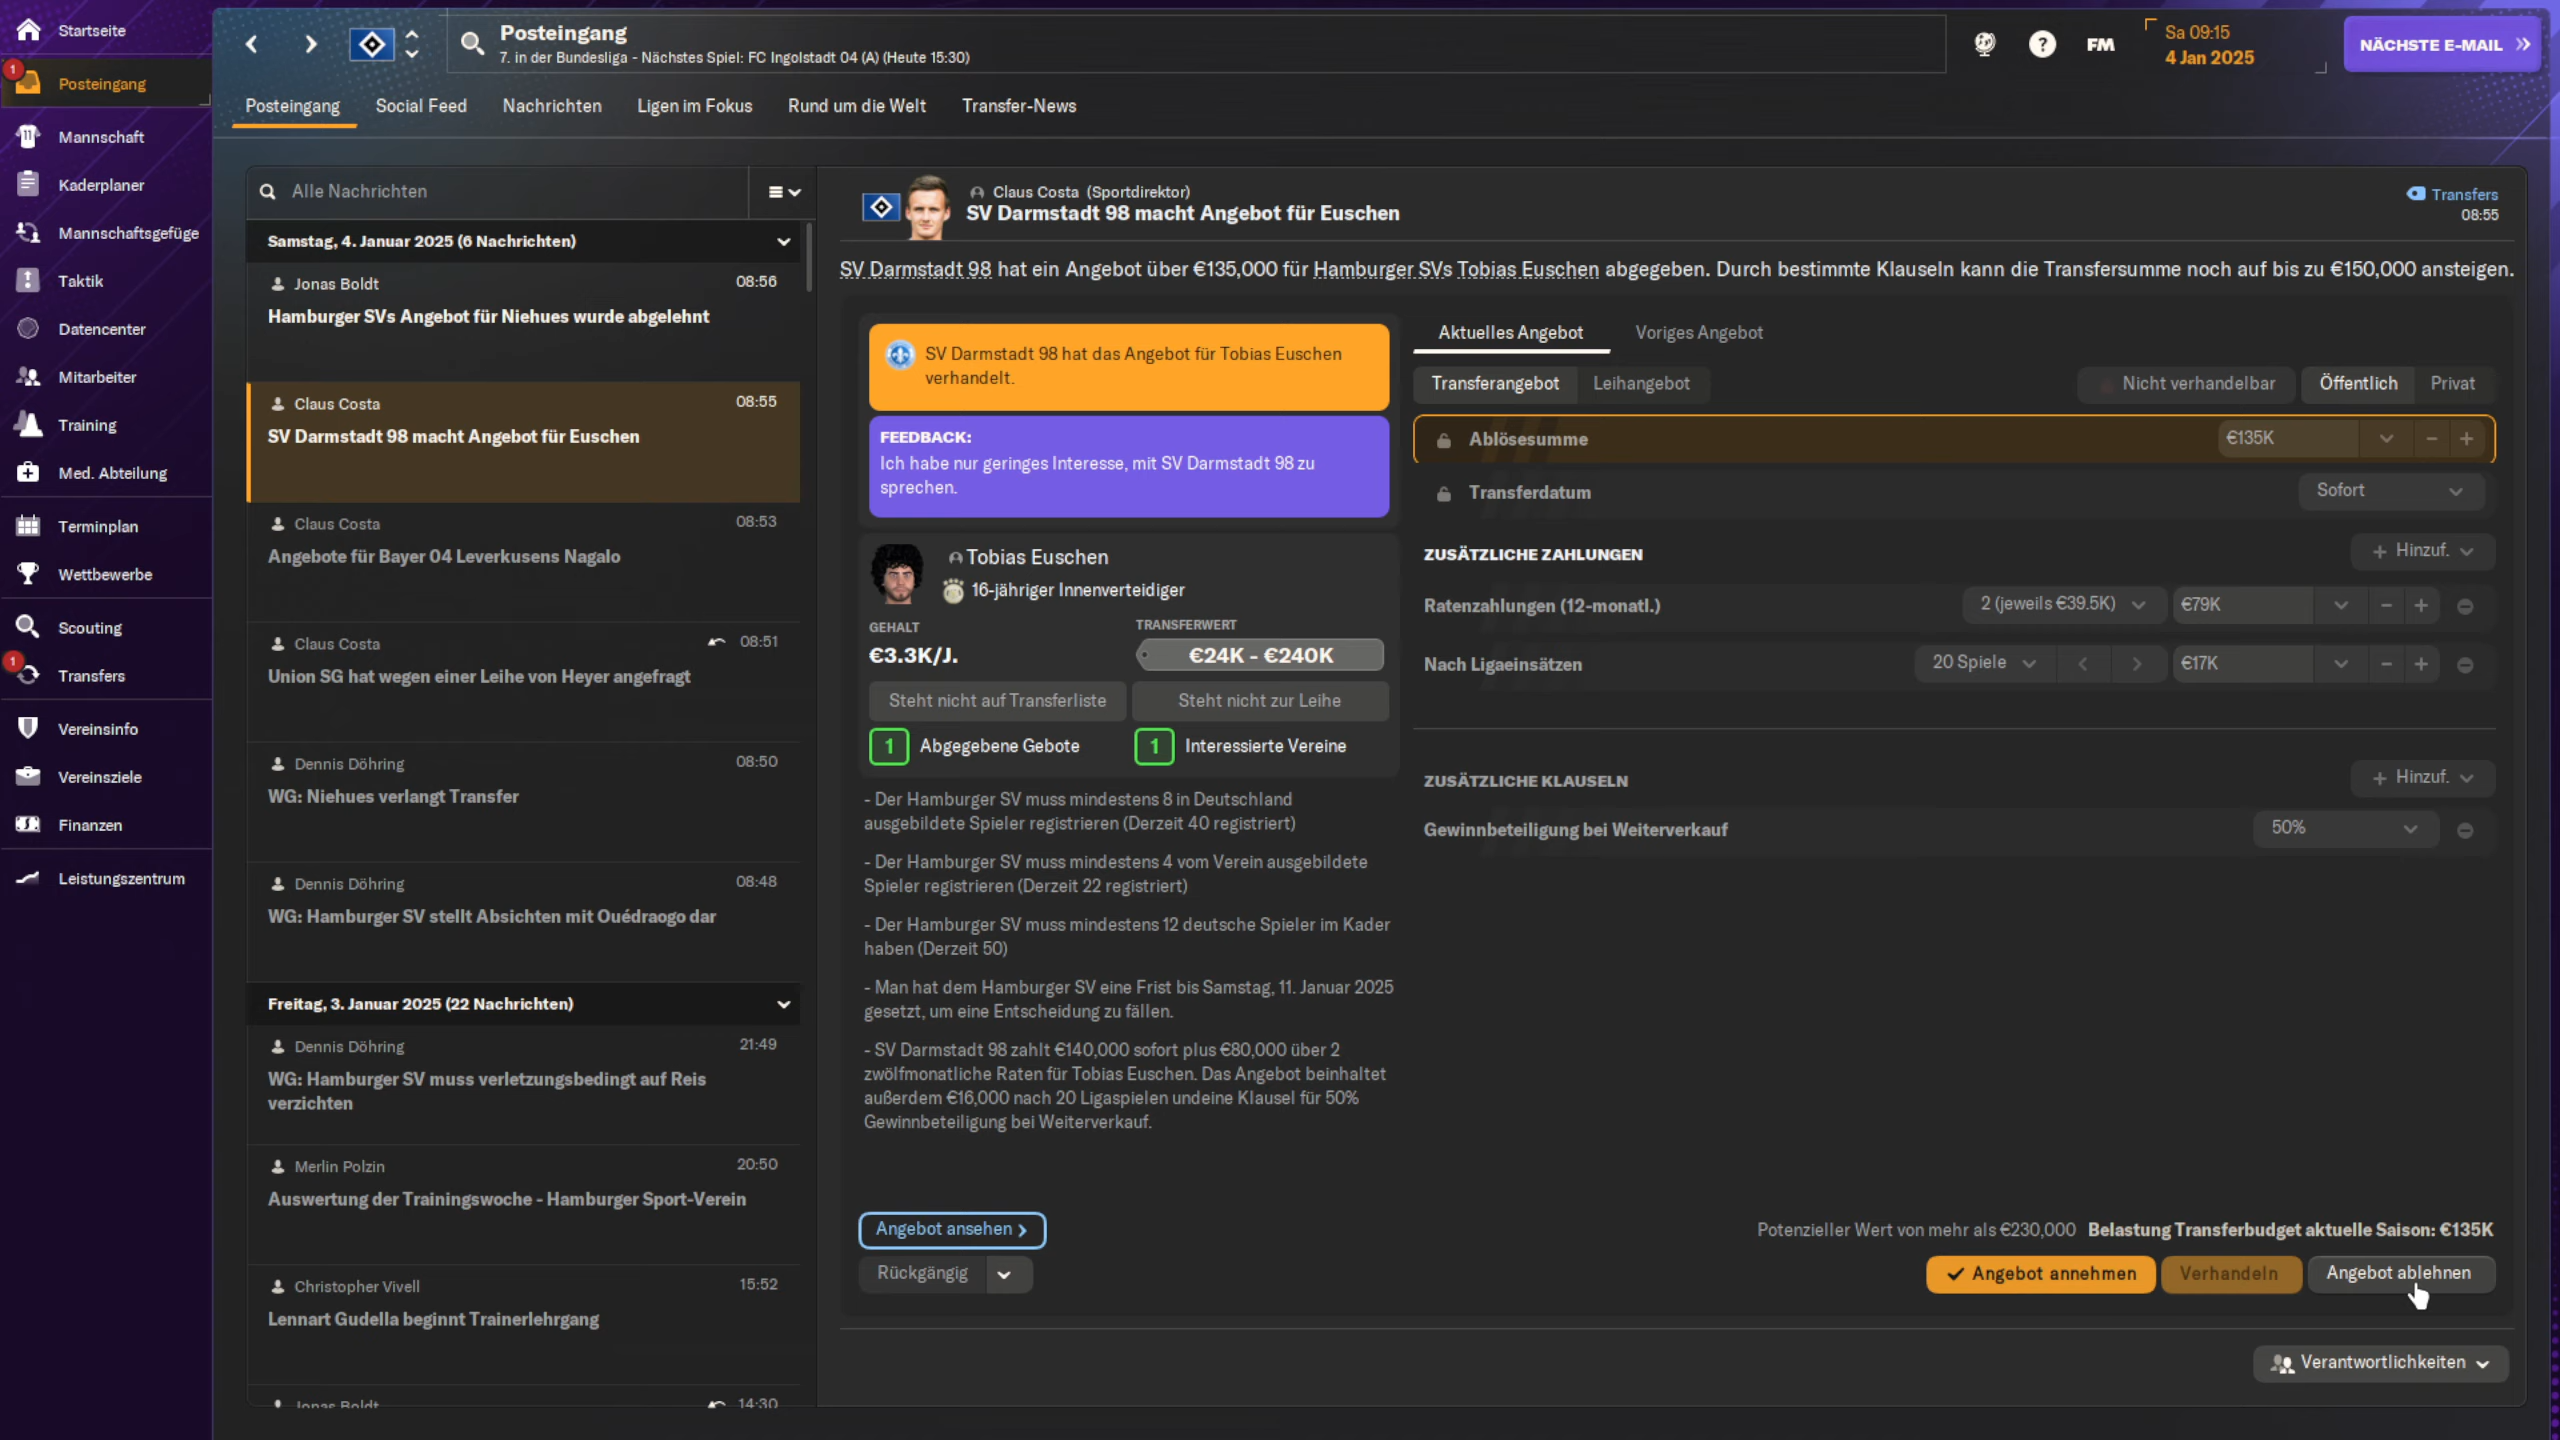 Startseite
1
Posteingang
Mannschaft
Kaderplaner
Mannschaftsgefüge
Taktik
Datencenter
Mitarbeiter
Training
Med. Abteilung
Terminplan
Wettbewerbe
Scouting
1
Transfers
Vereinsinfo
Vereinsziele
Finanzen
Leistungszentrum
Posteingang
7. in der Bundesliga - Nächstes Spiel: FC Ingolstadt 04 (A) (Heute 15:30)
FM
Sa 09:15
4 Jan 2025
NÄCHSTE E-MAIL
Posteingang Social Feed Nachrichten Ligen im Fokus Rund um die Welt Transfer-News
Alle Nachrichten
Samstag, 4. Januar 2025 (6 Nachrichten)
Jonas Boldt 08:56
Hamburger SVs Angebot für Niehues wurde abgelehnt
Claus Costa 08:55
SV Darmstadt 98 macht Angebot für Euschen
Claus Costa 08:53
Angebote für Bayer 04 Leverkusens Nagalo
Claus Costa 08:51
Union SG hat wegen einer Leihe von Heyer angefragt
Dennis Döhring 08:50
WG: Niehues verlangt Transfer
Dennis Döhring 08:48
WG: Hamburger SV stellt Absichten mit Ouédraogo dar
Freitag, 3. Januar 2025 (22 Nachrichten)
Dennis Döhring 21:49
WG: Hamburger SV muss verletzungsbedingt auf Reis
verzichten
Merlin Polzin 20:50
Auswertung der Trainingswoche - Hamburger Sport-Verein
Christopher Vivell 15:52
Lennart Gudella beginnt Trainerlehrgang
Jonas Boldt 14:30
Claus Costa (Sportdirektor)
SV Darmstadt 98 macht Angebot für Euschen
Transfers
08:55
SV Darmstadt 98 hat ein Angebot über €135,000 für Hamburger SVs Tobias Euschen abgegeben. Durch bestimmte Klauseln kann die Transfersumme noch auf bis zu €150,000 ansteigen.
SV Darmstadt 98 hat das Angebot für Tobias Euschen
verhandelt.
FEEDBACK:
Ich habe nur geringes Interesse, mit SV Darmstadt 98 zu
sprechen.
Tobias Euschen
16-jähriger Innenverteidiger
GEHALT TRANSFERWERT
€3.3K/J. €24K - €240K
Steht nicht auf Transferliste Steht nicht zur Leihe
1 Abgegebene Gebote 1 Interessierte Vereine
- Der Hamburger SV muss mindestens 8 in Deutschland
ausgebildete Spieler registrieren (Derzeit 40 registriert)
- Der Hamburger SV muss mindestens 4 vom Verein ausgebildete
Spieler registrieren (Derzeit 22 registriert)
- Der Hamburger SV muss mindestens 12 deutsche Spieler im Kader
haben (Derzeit 50)
- Man hat dem Hamburger SV eine Frist bis Samstag, 11. Januar 2025
gesetzt, um eine Entscheidung zu fällen.
- SV Darmstadt 98 zahlt €140,000 sofort plus €80,000 über 2
zwölfmonatliche Raten für Tobias Euschen. Das Angebot beinhaltet
außerdem €16,000 nach 20 Ligaspielen undeine Klausel für 50%
Gewinnbeteiligung bei Weiterverkauf.
Angebot ansehen
Rückgängig
Aktuelles Angebot Voriges Angebot
Transferangebot Leihangebot Nicht verhandelbar Öffentlich Privat
Ablösesumme €135K
Transferdatum Sofort
ZUSÄTZLICHE ZAHLUNGEN + Hinzuf.
Ratenzahlungen (12-monatl.) 2 (jeweils €39.5K) €79K
Nach Ligaeinsätzen 20 Spiele €17K
ZUSÄTZLICHE KLAUSELN + Hinzuf.
Gewinnbeteiligung bei Weiterverkauf 50%
Potenzieller Wert von mehr als €230,000 Belastung Transferbudget aktuelle Saison: €135K
Angebot annehmen Verhandeln Angebot ablehnen
Verantwortlichkeiten